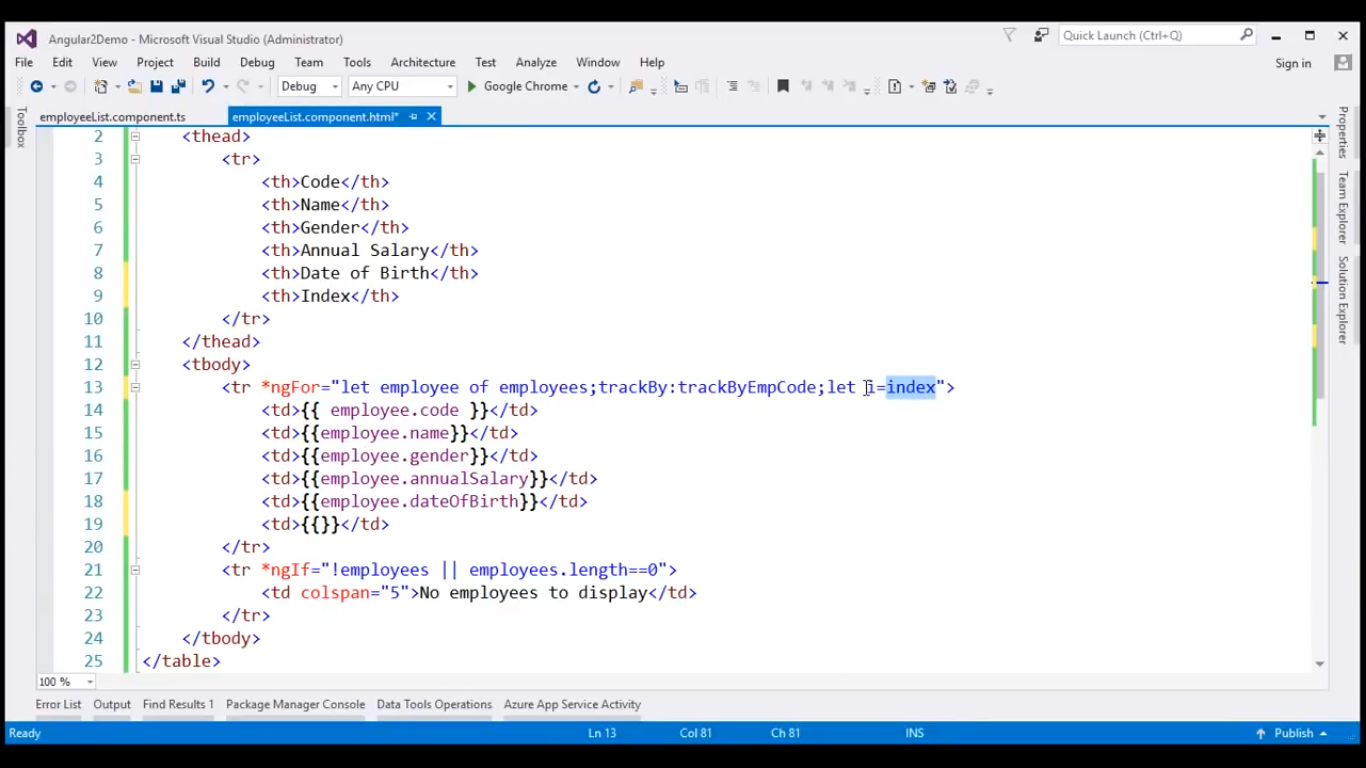 Angular2Demo - Microsoft Visual Studio (Administrator)
Quick Launch (Ctrl+Q)
File Edit View Project Build Debug Team Tools Architecture Test Analyze Window Help
Sign in
Debug Any CPU Google Chrome
Toolbox
employeeList.component.ts employeeList.component.html*
Properties
Team Explorer
Solution Explorer
2 <thead>
3 <tr>
4 <th>Code</th>
5 <th>Name</th>
6 <th>Gender</th>
7 <th>Annual Salary</th>
8 <th>Date of Birth</th>
9 <th>Index</th>
10 </tr>
11 </thead>
12 <tbody>
13 <tr *ngFor="let employee of employees;trackBy:trackByEmpCode;let i=index">
14 <td>{{ employee.code }}</td>
15 <td>{{employee.name}}</td>
16 <td>{{employee.gender}}</td>
17 <td>{{employee.annualSalary}}</td>
18 <td>{{employee.dateOfBirth}}</td>
19 <td>{{}}</td>
20 </tr>
21 <tr *ngIf="!employees || employees.length==0">
22 <td colspan="5">No employees to display</td>
23 </tr>
24 </tbody>
25 </table>
100 %
Error List Output Find Results 1 Package Manager Console Data Tools Operations Azure App Service Activity
Ready Ln 13 Col 81 Ch 81 INS Publish